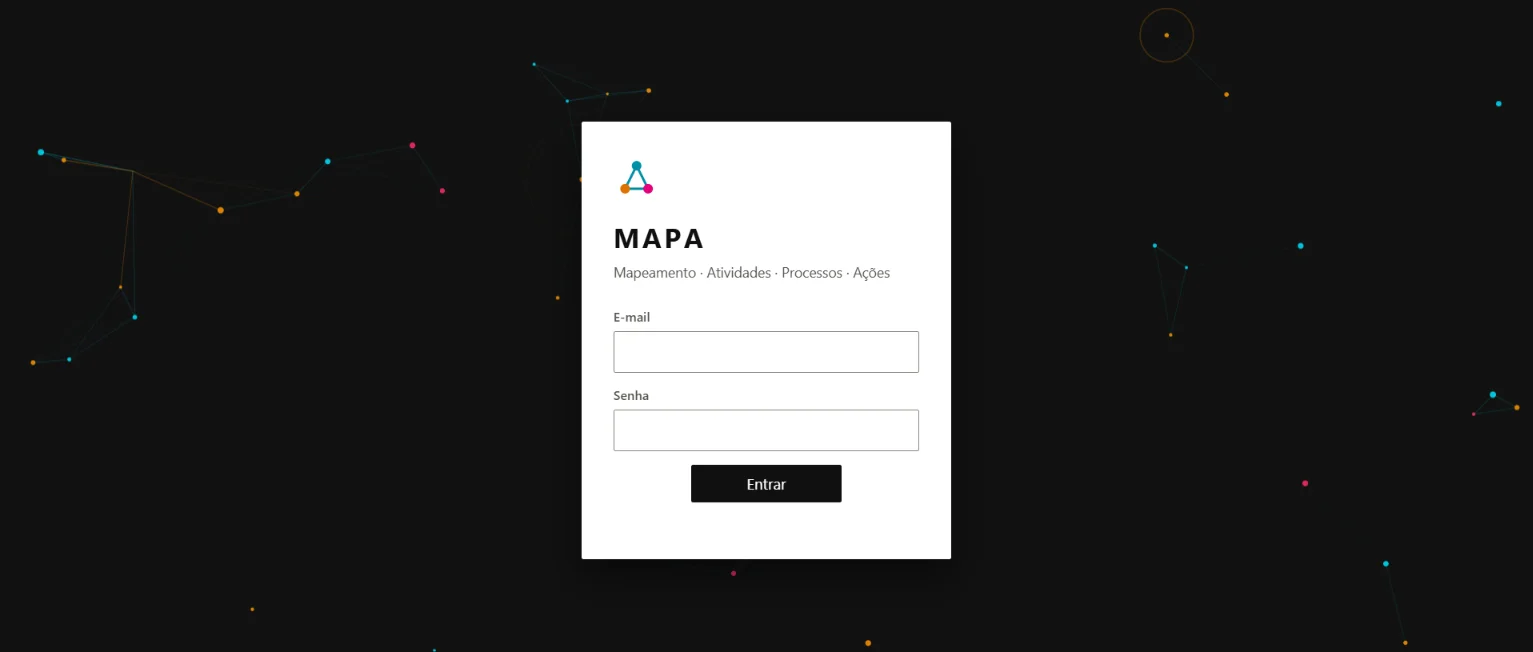 MAPA
Mapeamento · Atividades · Processos · Ações
E-mail
Senha
Entrar